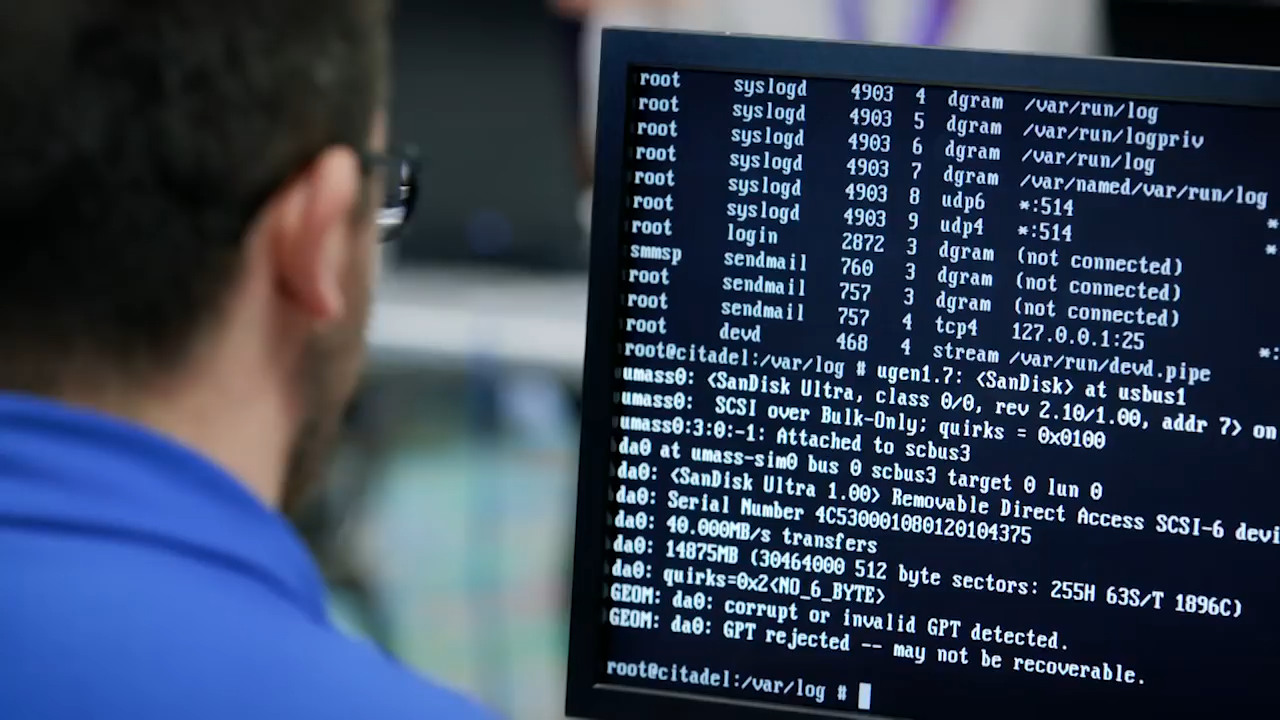 root syslogd 4903 4 dgram /var/run/log
root syslogd 4903 5 dgram /var/run/logpriv
root syslogd 4903 6 dgram /var/run/log
root syslogd 4903 7 dgram /var/named/var/run/log
root syslogd 4903 8 udp6 *:514 *
root syslogd 4903 9 udp4 *:514 *
root login 2872 3 dgram (not connected)
smmsp sendmail 760 3 dgram (not connected)
root sendmail 757 3 dgram (not connected)
root sendmail 757 4 tcp4 127.0.0.1:25 *:
root devd 468 4 stream /var/run/devd.pipe
root@citadel:/var/log # ugen1.7: <SanDisk> at usbus1
umass0: <SanDisk Ultra, class 0/0, rev 2.10/1.00, addr 7> on
umass0: SCSI over Bulk-Only; quirks = 0x0100
umass0:3:0:-1: Attached to scbus3
da0 at umass-sim0 bus 0 scbus3 target 0 lun 0
da0: <SanDisk Ultra 1.00> Removable Direct Access SCSI-6 devi
da0: Serial Number 4C530001080120104375
da0: 40.000MB/s transfers
da0: 14875MB (30464000 512 byte sectors: 255H 63S/T 1896C)
da0: quirks=0x2<NO_6_BYTE>
GEOM: da0: corrupt or invalid GPT detected.
GEOM: da0: GPT rejected -- may not be recoverable.
root@citadel:/var/log #